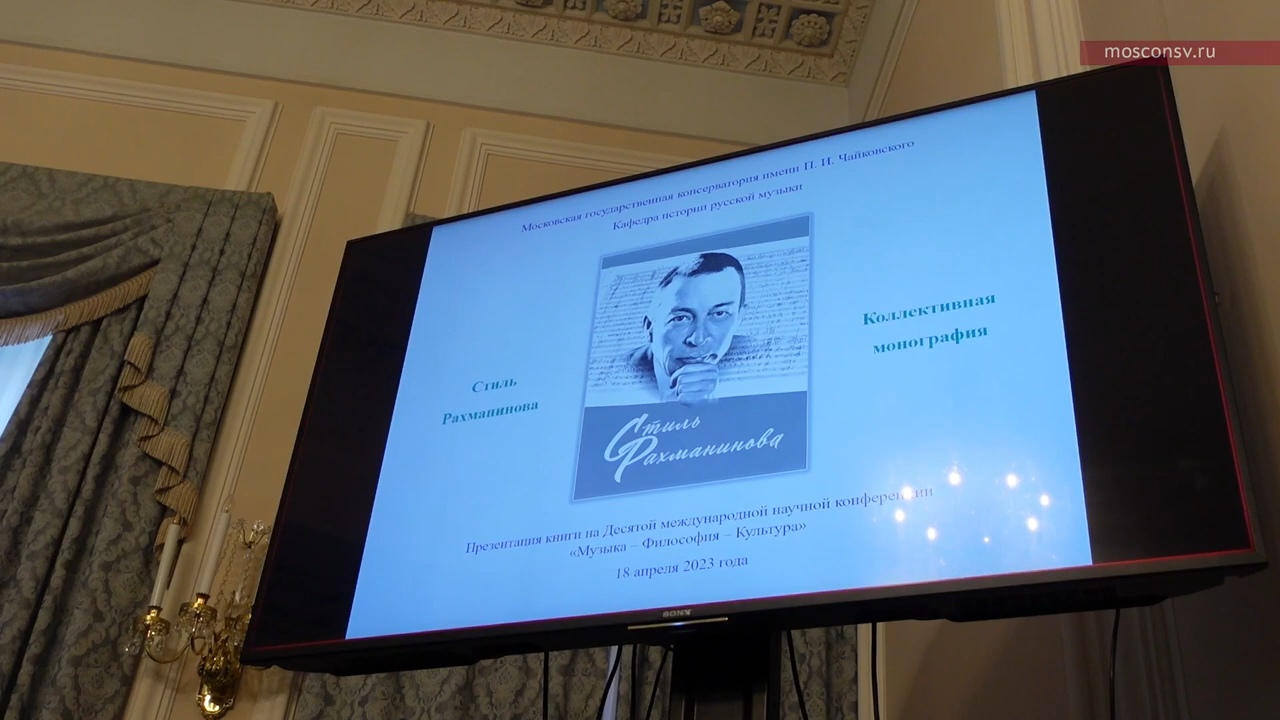 mosconsv.ru
Московская государственная консерватория имени П. И. Чайковского
Кафедра истории русской музыки
Коллективная
монография
Стиль
Рахманинова
Стиль
Рахманинова
Презентация книги на Десятой международной научной конференции
«Музыка – Философия – Культура»
18 апреля 2023 года
SONY